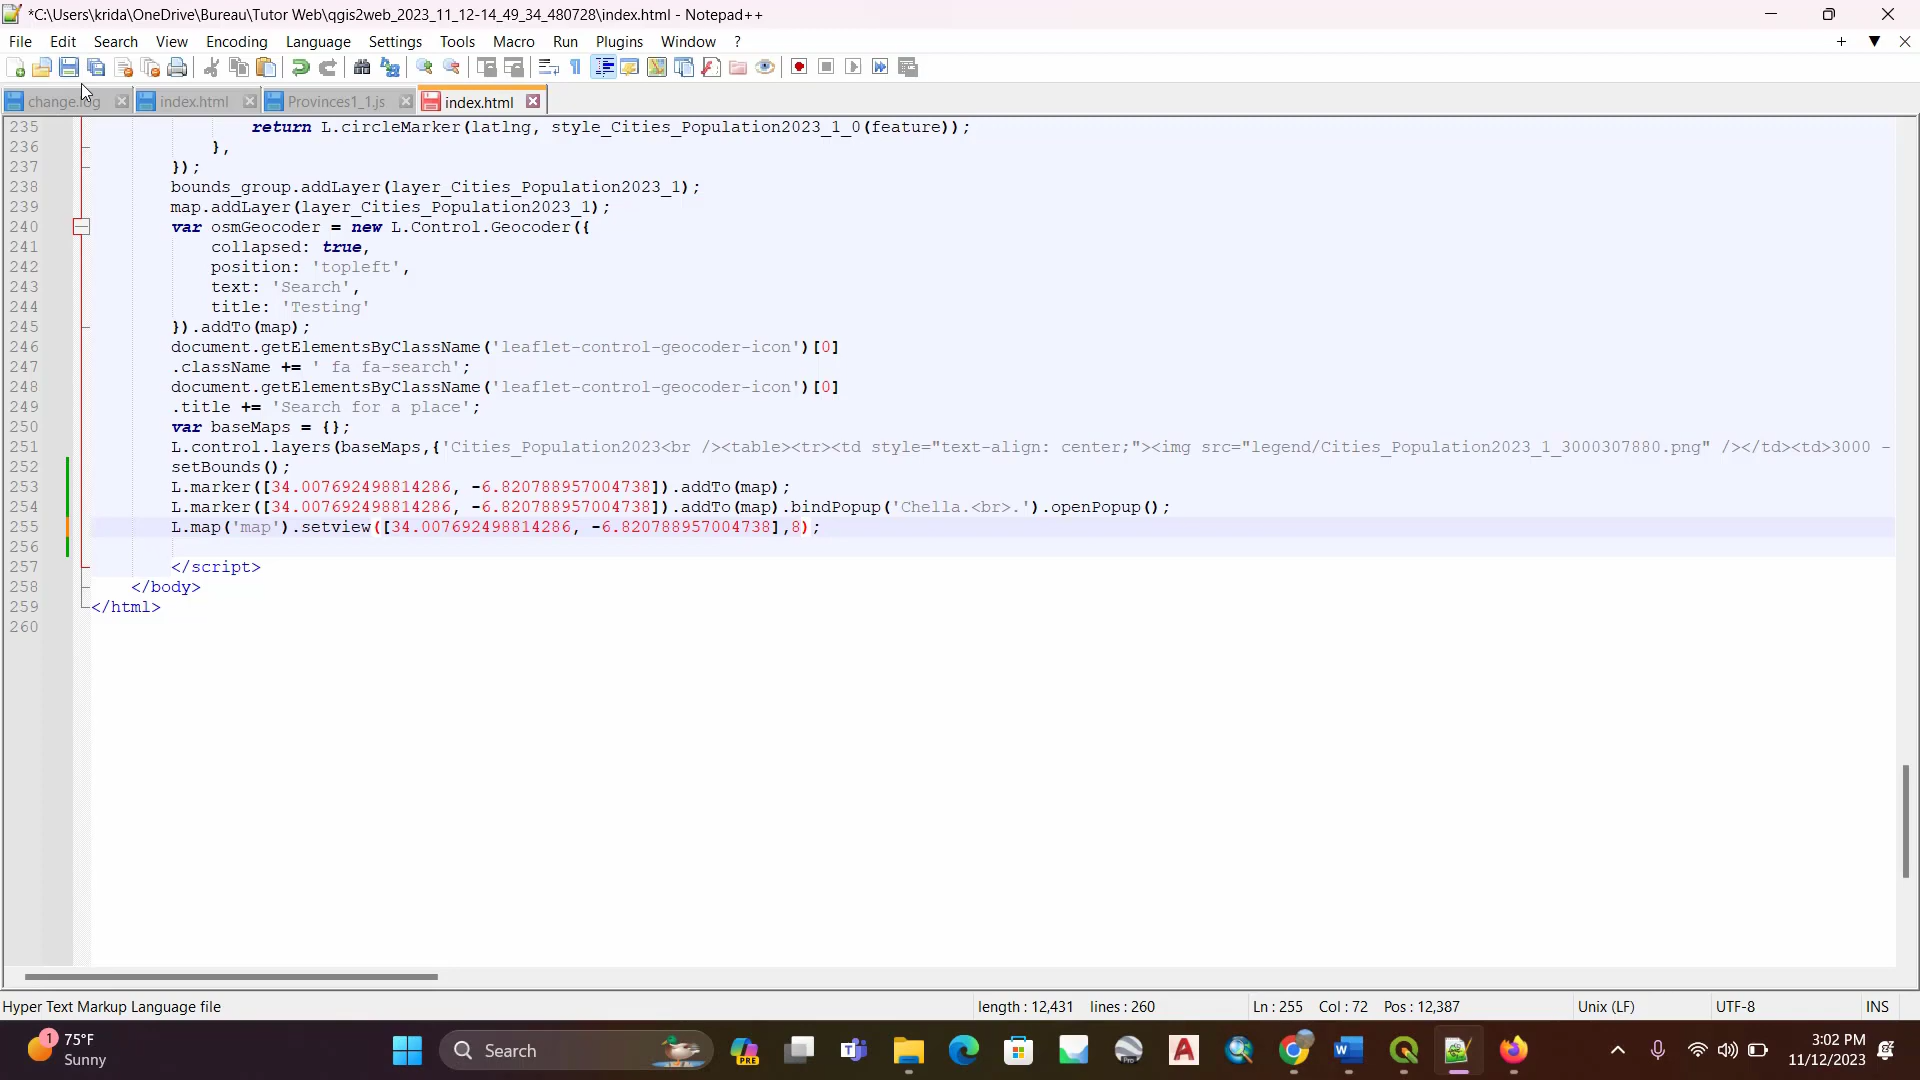 *C:\Users\krida\OneDrive\Bureau\Tutor Web\qgis2web_2023_11_12-14_49_34_480728\index.html - Notepad++
File Edit Search View Encoding Language Settings Tools Macro Run Plugins Window ?
change.log index.html Provinces1_1.js index.html
235 return L.circleMarker(latlng, style_Cities_Population2023_1_0(feature));
236 },
237 });
238 bounds_group.addLayer(layer_Cities_Population2023_1);
239 map.addLayer(layer_Cities_Population2023_1);
240 var osmGeocoder = new L.Control.Geocoder({
241 collapsed: true,
242 position: 'topleft',
243 text: 'Search',
244 title: 'Testing'
245 }).addTo(map);
246 document.getElementsByClassName('leaflet-control-geocoder-icon')[0]
247 .className += ' fa fa-search';
248 document.getElementsByClassName('leaflet-control-geocoder-icon')[0]
249 .title += 'Search for a place';
250 var baseMaps = {};
251 L.control.layers(baseMaps,{'Cities_Population2023<br /><table><tr><td style="text-align: center;"><img src="legend/Cities_Population2023_1_3000307880.png" /></td><td>3000 -
252 setBounds();
253 L.marker([34.007692498814286, -6.820788957004738]).addTo(map);
254 L.marker([34.007692498814286, -6.820788957004738]).addTo(map).bindPopup('Chella.<br>.').openPopup();
255 L.map('map').setview([34.007692498814286, -6.820788957004738],8);
256
257 </script>
258 </body>
259 </html>
260
Hyper Text Markup Language file length : 12,431 lines : 260 Ln : 255 Col : 72 Pos : 12,387 Unix (LF) UTF-8 INS
1 75°F
Sunny
Search
PRE
Pro
3:02 PM
11/12/2023